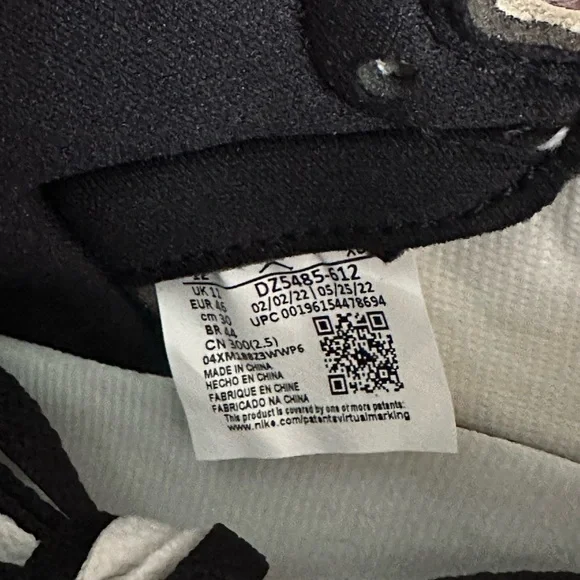 DZ5485-612
UK 11
02/02/22 | 05/25/22
EUR 46
UPC 00196154478694
cm 30
BR 44
CN 300(2.5)
04XM18823WWP6
MADE IN CHINA
HECHO EN CHINA
FABRIQUE EN CHINE
FABRICADO NA CHINA
This product is covered by one or more patents:
www.nike.com/patentsvirtualmarking